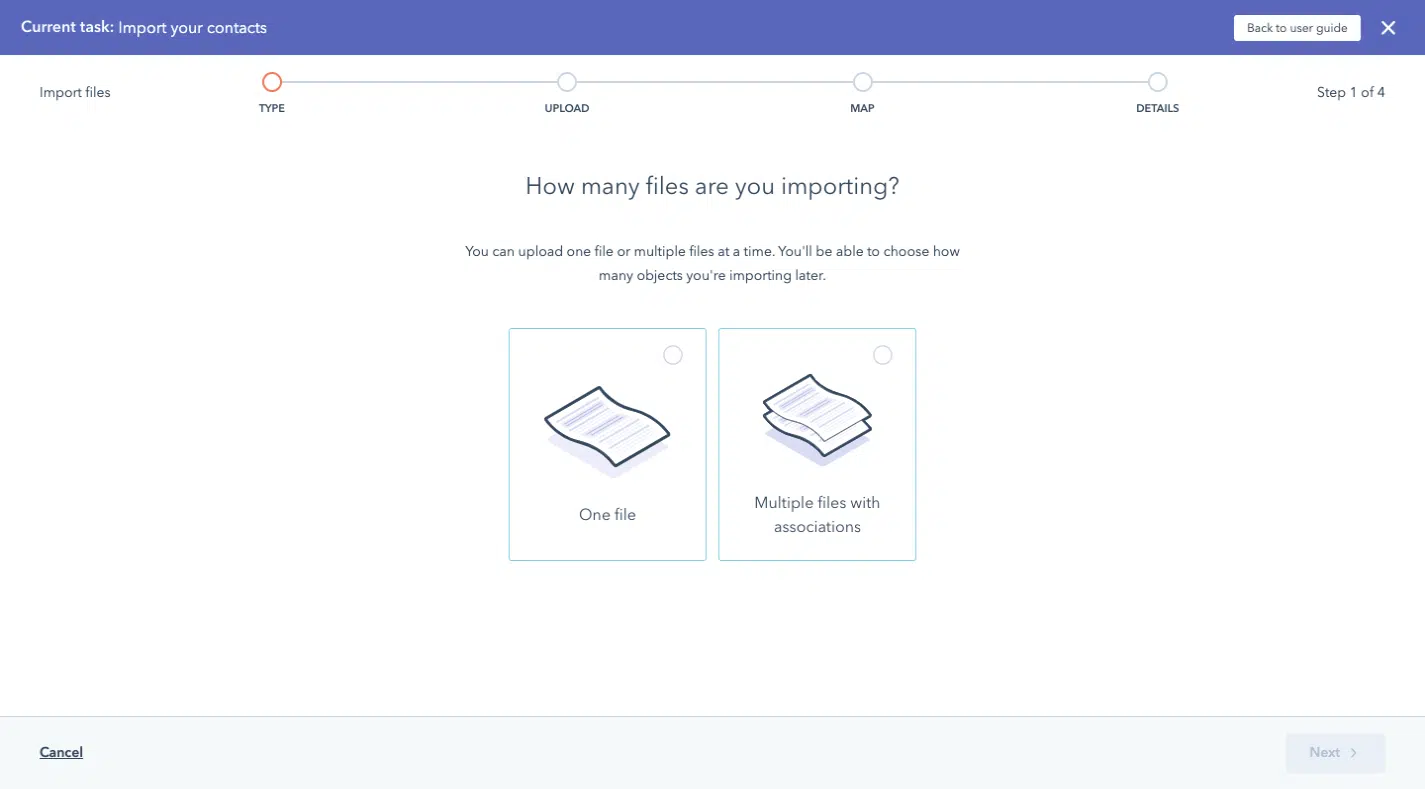 Current task: Import your contacts
Back to user guide
Import files
TYPE
UPLOAD
MAP
DETAILS
Step 1 of 4
How many files are you importing?
You can upload one file or multiple files at a time. You'll be able to choose how
many objects you're importing later.
One file
Multiple files with
associations
Cancel
Next